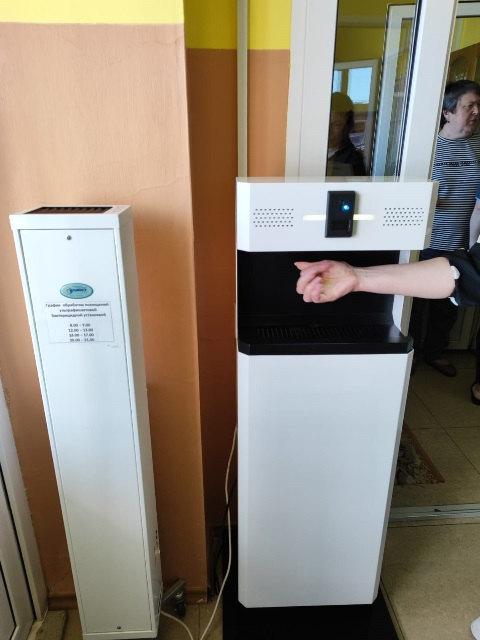 График обработки помещений
ультрафиолетовой
бактерицидной установкой
8.00 - 9.00
12.00 - 13.00
16.00 - 17.00
20.00 - 21.00